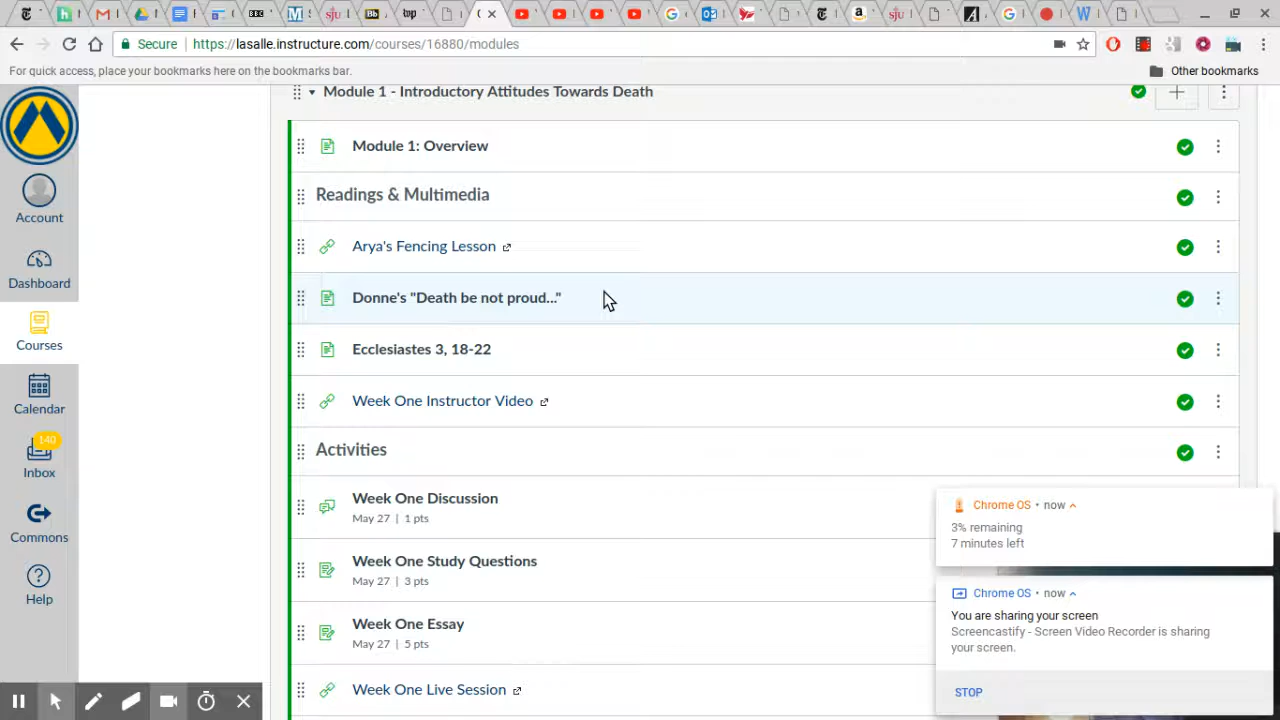 Secure
https://lasalle.instructure.com/courses/16880/modules
For quick access, place your bookmarks here on the bookmarks bar.
Other bookmarks
Account
Dashboard
Courses
Calendar
140
Inbox
Commons
Help
Module 1 - Introductory Attitudes Towards Death
Module 1: Overview
Readings & Multimedia
Arya's Fencing Lesson
Donne's "Death be not proud..."
Ecclesiastes 3, 18-22
Week One Instructor Video
Activities
Week One Discussion
May 27 | 1 pts
Week One Study Questions
May 27 | 3 pts
Week One Essay
May 27 | 5 pts
Week One Live Session
Chrome OS • now
3% remaining
7 minutes left
Chrome OS • now
You are sharing your screen
Screencastify - Screen Video Recorder is sharing
your screen.
STOP